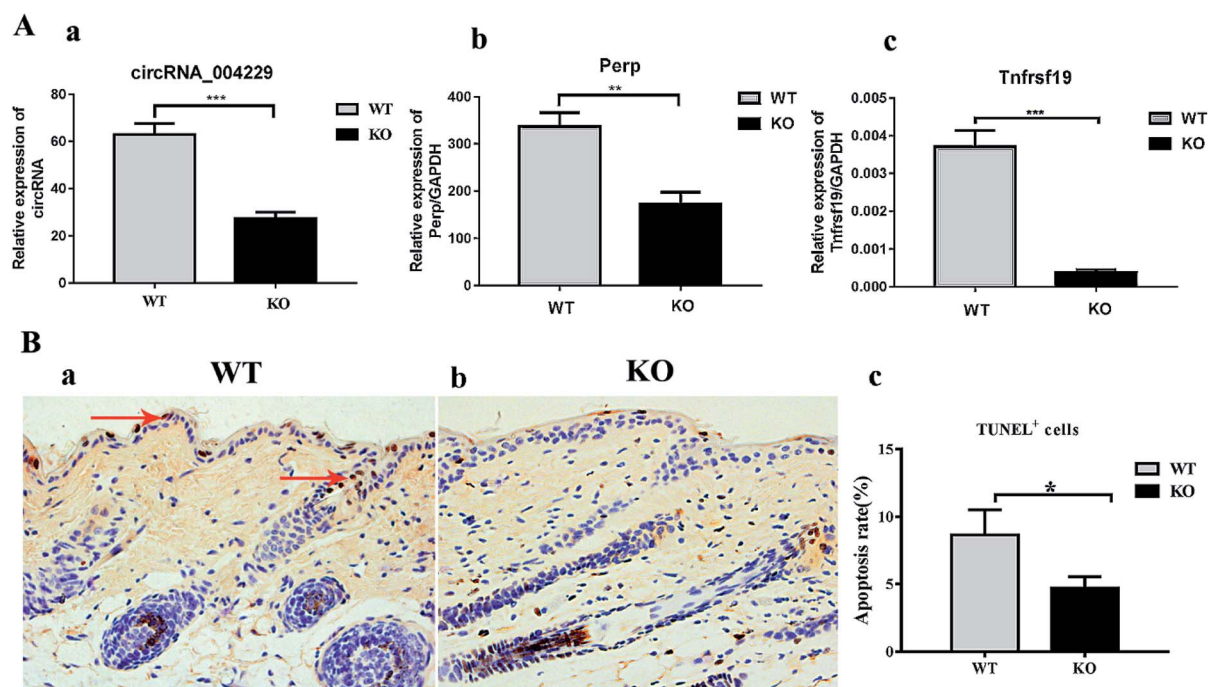 A
a
circRNA_004229
Relative expression of
circRNA
80
60
40
20
0
***
WT
KO
WT
KO
b
Perp
Relative expression of
Perp/GAPDH
400
300
200
100
0
**
WT
KO
WT
KO
c
Tnfrsf19
Relative expression of
Tnfrsf19/GAPDH
0.005
0.004
0.003
0.002
0.001
0.000
***
WT
KO
WT
KO
B
a
WT
b
KO
c
TUNEL⁺ cells
Apoptosis rate(%)
15
10
5
0
*
WT
KO
WT
KO